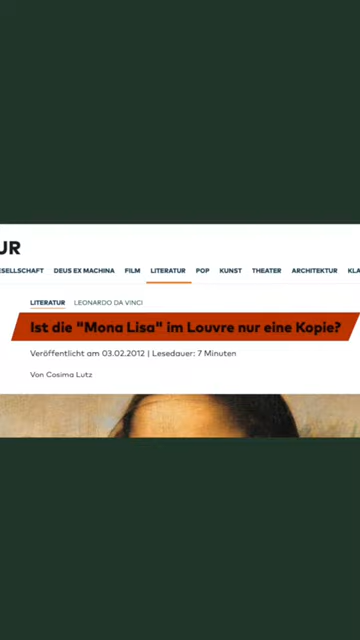 UR
ESELLSCHAFT DEUS EX MACHINA FILM LITERATUR POP KUNST THEATER ARCHITEKTUR KLA
LITERATUR LEONARDO DA VINCI
Ist die "Mona Lisa" im Louvre nur eine Kopie?
Veröffentlicht am 03.02.2012 | Lesedauer: 7 Minuten
Von Cosima Lutz